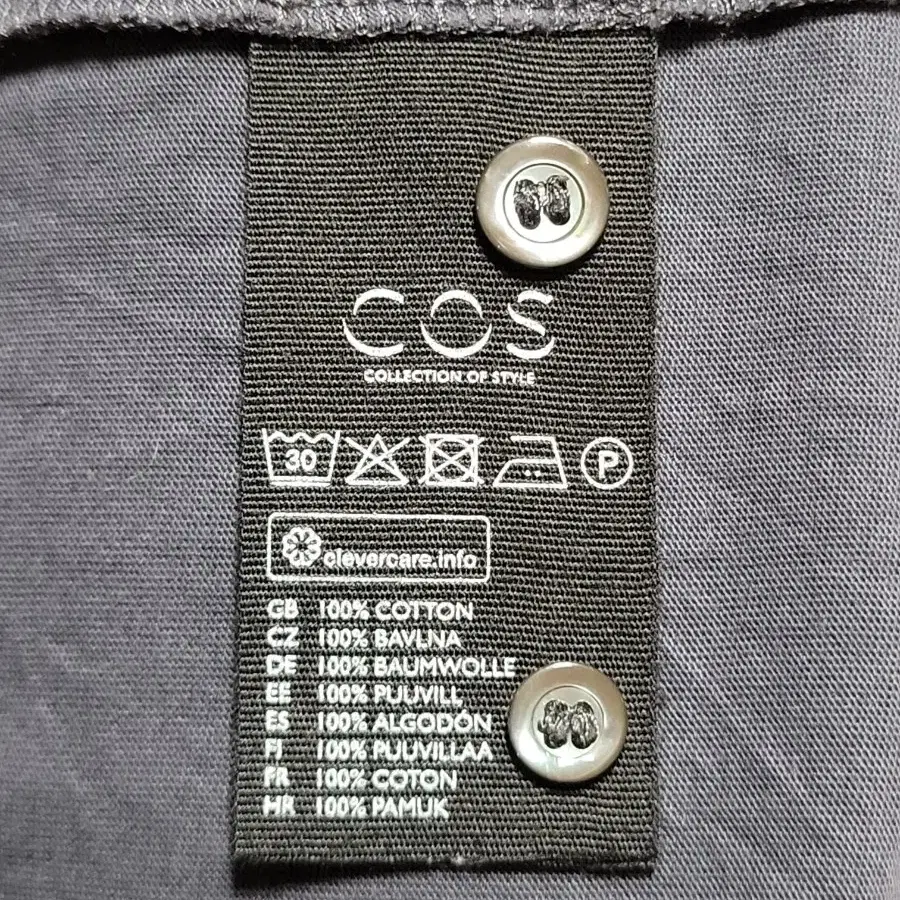 COS
COLLECTION OF STYLE
30 P
clevercare.info
GB 100% COTTON
CZ 100% BAVLNA
DE 100% BAUMWOLLE
EE 100% PUUVILL
ES 100% ALGODÓN
FI 100% PUUVILLAA
FR 100% COTON
HR 100% PAMUK